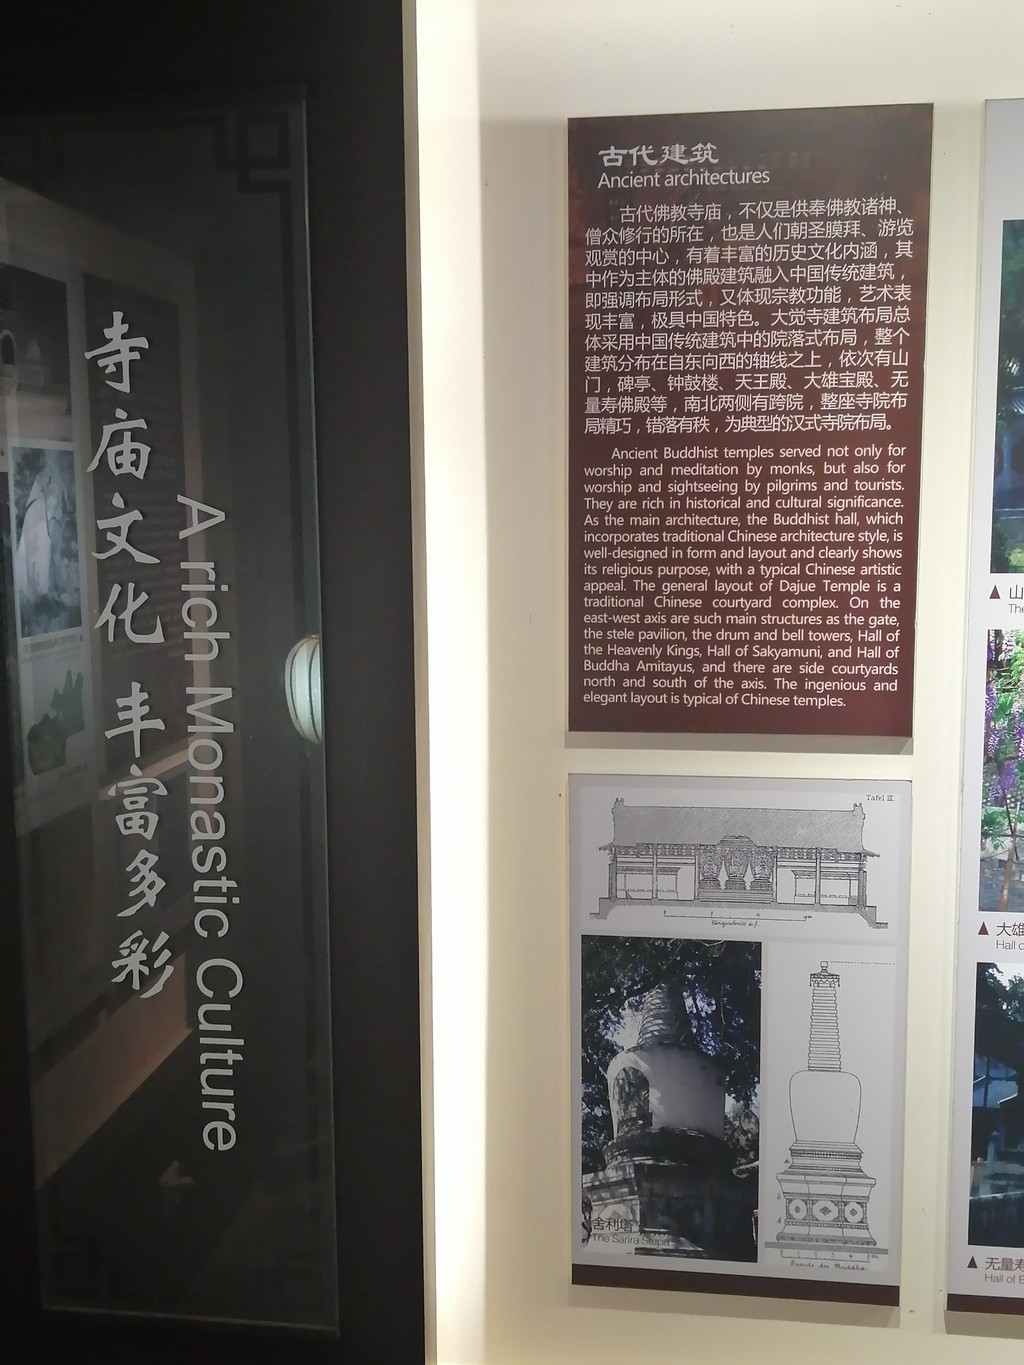 寺庙文化 丰富多彩
A rich Monastic Culture
古代建筑
Ancient architectures
古代佛教寺庙，不仅是供奉佛教诸神、
僧众修行的所在，也是人们朝圣膜拜、游览
观赏的中心，有着丰富的历史文化内涵，其
中作为主体的佛殿建筑融入中国传统建筑，
即强调布局形式，又体现宗教功能，艺术表
现丰富，极具中国特色。大觉寺建筑布局总
体采用中国传统建筑中的院落式布局，整个
建筑分布在自东向西的轴线之上，依次有山
门，碑亭、钟鼓楼、天王殿、大雄宝殿、无
量寿佛殿等，南北两侧有跨院，整座寺院布
局精巧，错落有秩，为典型的汉式寺院布局。
Ancient Buddhist temples served not only for
worship and meditation by monks, but also for
worship and sightseeing by pilgrims and tourists.
They are rich in historical and cultural significance.
As the main architecture, the Buddhist hall, which
incorporates traditional Chinese architecture style, is
well-designed in form and layout and clearly shows
its religious purpose, with a typical Chinese artistic
appeal. The general layout of Dajue Temple is a
traditional Chinese courtyard complex. On the
east-west axis are such main structures as the gate,
the stele pavilion, the drum and bell towers, Hall of
the Heavenly Kings, Hall of Sakyamuni, and Hall of
Buddha Amitayus, and there are side courtyards
north and south of the axis. The ingenious and
elegant layout is typical of Chinese temples.
Tafel III.
舍利塔
The Sarira Stupa
▲ 山
The
▲ 大雄
Hall o
▲ 无量寿
Hall of